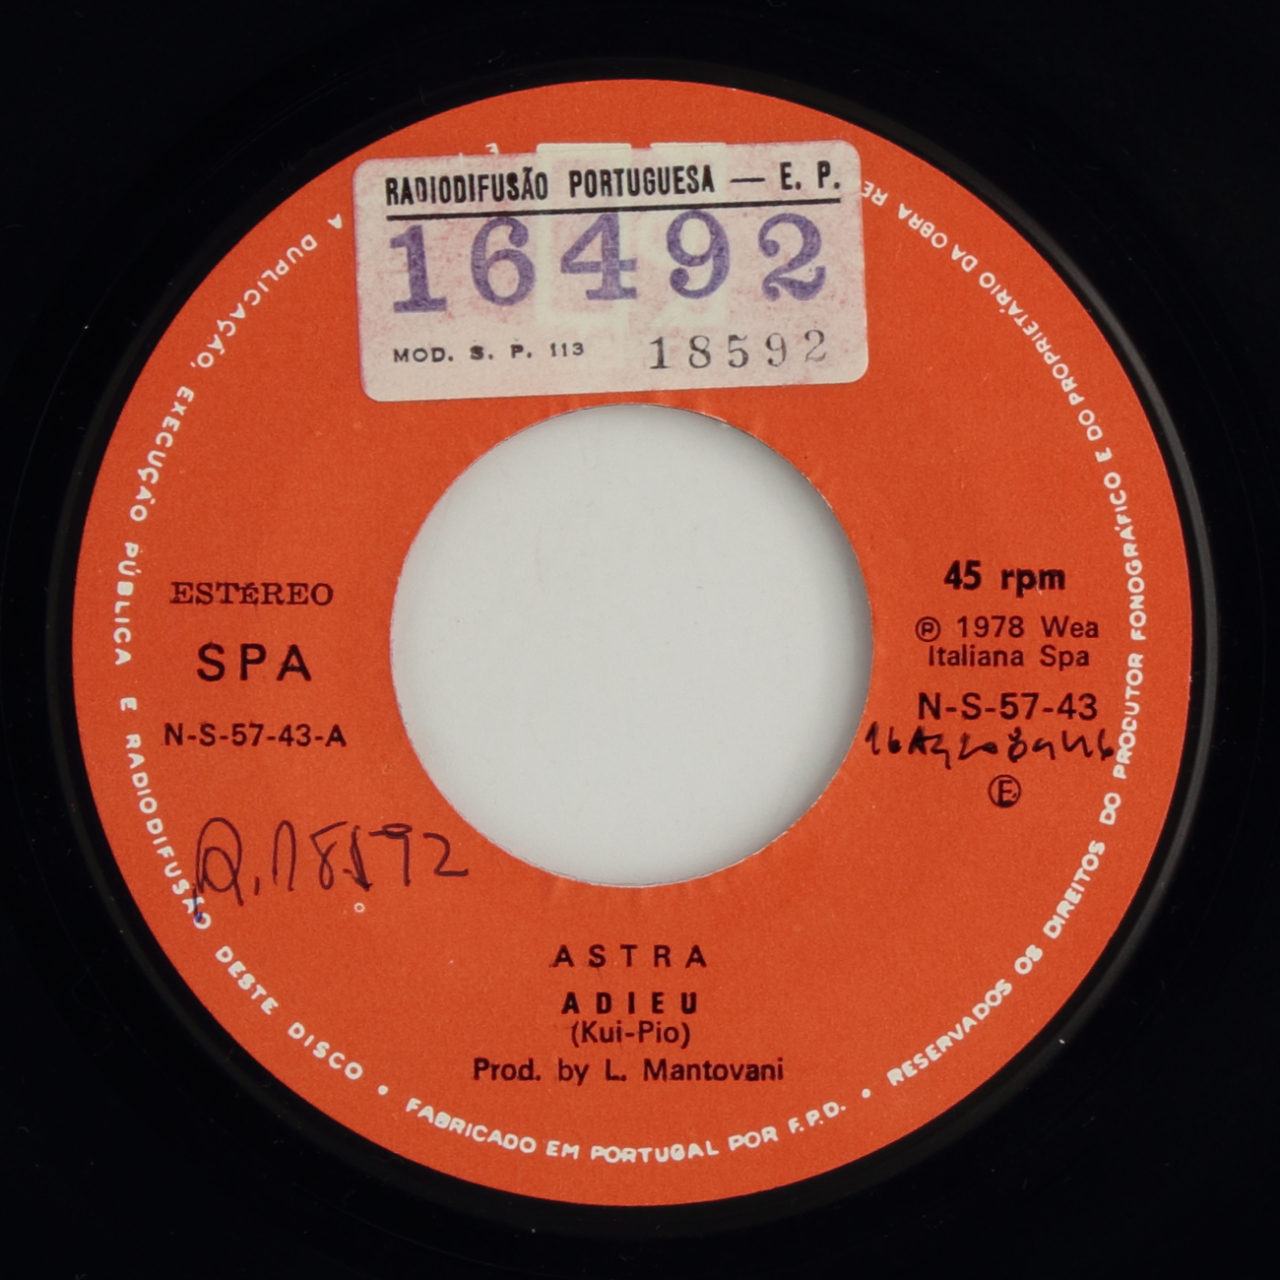 RADIODIFUSÃO PORTUGUESA — E. P.
16492
MOD. S. P. 113 18592
ESTÉREO
SPA
N-S-57-43-A
45 rpm
℗ 1978 Wea
Italiana Spa
N-S-57-43
E
Q.18592
ASTRA
ADIEU
(Kui-Pio)
Prod. by L. Mantovani
RESERVADOS OS DIREITOS DO PRODUTOR FONOGRÁFICO E DO PROPRIETÁRIO DA OBRA RE
A DUPLICAÇÃO, EXECUÇÃO PÚBLICA E RADIODIFUSÃO DESTE DISCO •
FABRICADO EM PORTUGAL POR F.P.D. •